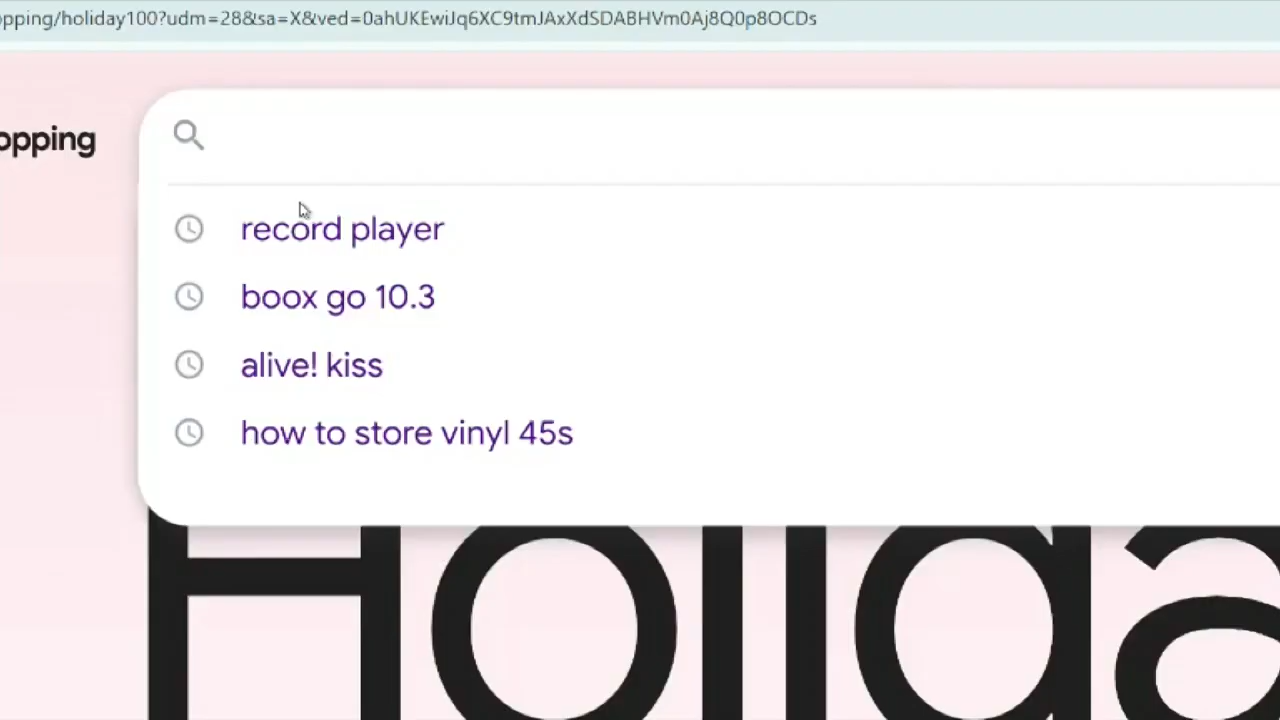 opping/holiday100?udm=28&sa=X&ved=0ahUKEwiJq6XC9tmJAxXdSDABHVm0Aj8Q0p8OCDs
opping
record player
boox go 10.3
alive! kiss
how to store vinyl 45s
Holida